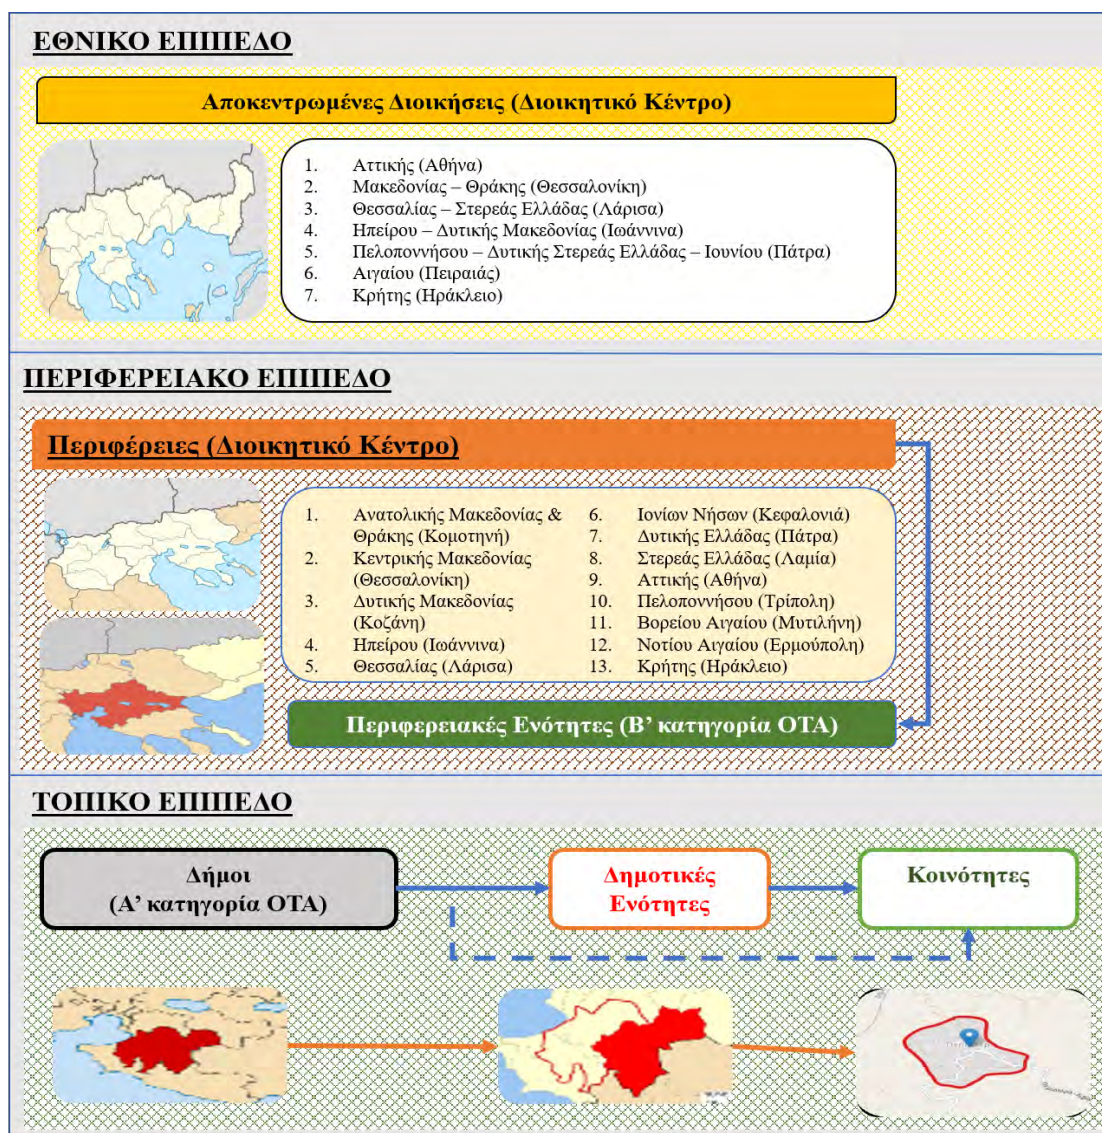 ΕΘΝΙΚΟ ΕΠΙΠΕΔΟ
Αποκεντρωμένες Διοικήσεις (Διοικητικό Κέντρο)
1. Αττικής (Αθήνα)
2. Μακεδονίας – Θράκης (Θεσσαλονίκη)
3. Θεσσαλίας – Στερεάς Ελλάδας (Λάρισα)
4. Ηπείρου – Δυτικής Μακεδονίας (Ιωάννινα)
5. Πελοποννήσου – Δυτικής Στερεάς Ελλάδας – Ιουνίου (Πάτρα)
6. Αιγαίου (Πειραιάς)
7. Κρήτης (Ηράκλειο)
ΠΕΡΙΦΕΡΕΙΑΚΟ ΕΠΙΠΕΔΟ
Περιφέρειες (Διοικητικό Κέντρο)
1. Ανατολικής Μακεδονίας &
Θράκης (Κομοτηνή)
2. Κεντρικής Μακεδονίας
(Θεσσαλονίκη)
3. Δυτικής Μακεδονίας
(Κοζάνη)
4. Ηπείρου (Ιωάννινα)
5. Θεσσαλίας (Λάρισα)
6. Ιονίων Νήσων (Κεφαλονιά)
7. Δυτικής Ελλάδας (Πάτρα)
8. Στερεάς Ελλάδας (Λαμία)
9. Αττικής (Αθήνα)
10. Πελοποννήσου (Τρίπολη)
11. Βορείου Αιγαίου (Μυτιλήνη)
12. Νοτίου Αιγαίου (Ερμούπολη)
13. Κρήτης (Ηράκλειο)
Περιφερειακές Ενότητες (Β’ κατηγορία ΟΤΑ)
ΤΟΠΙΚΟ ΕΠΙΠΕΔΟ
Δήμοι
(Α’ κατηγορία ΟΤΑ)
Δημοτικές
Ενότητες
Κοινότητες